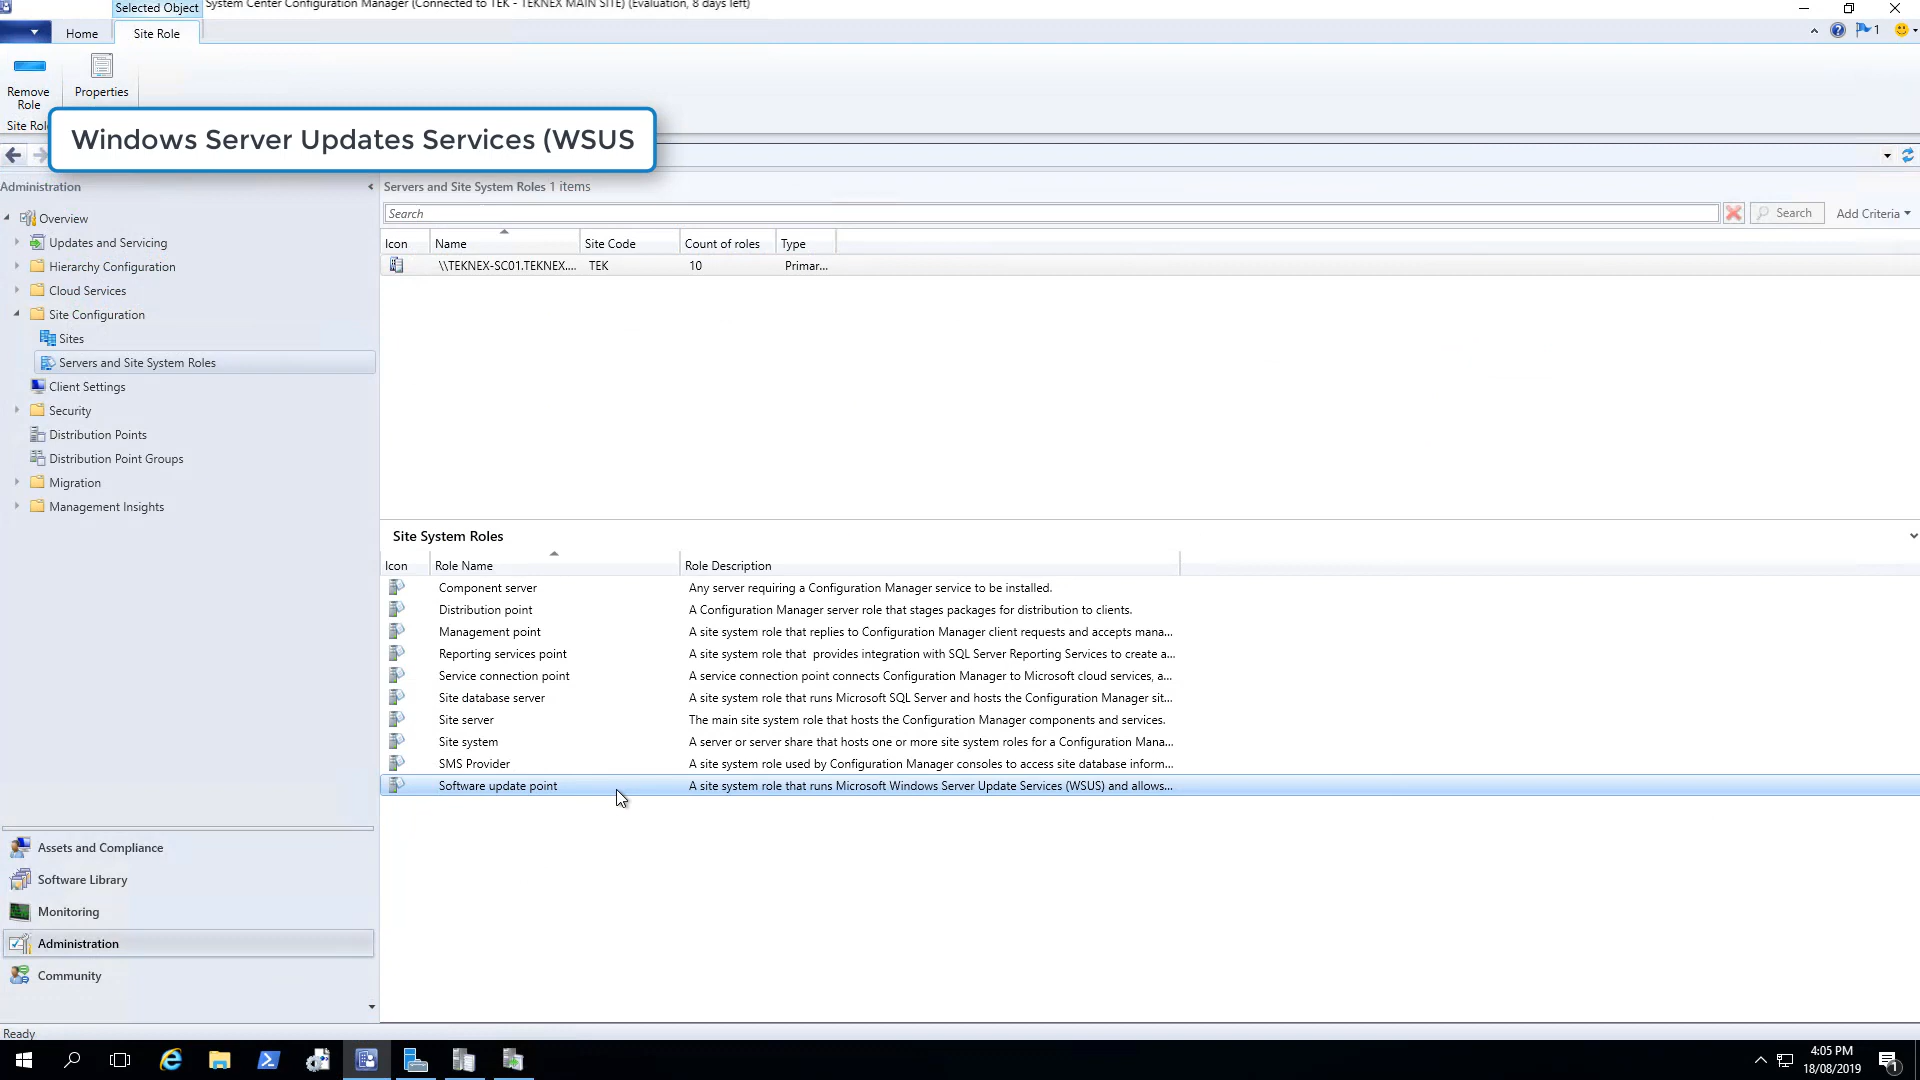 Selected Object
System Center Configuration Manager (Connected to TEK - TEKNEX MAIN SITE) (Evaluation, 8 days left)
Home
Site Role
1
Remove
Role
Properties
Site Rol
Windows Server Updates Services (WSUS
Administration
Servers and Site System Roles 1 items
Overview
Search
Search
Add Criteria
Updates and Servicing
Icon
Name
Site Code
Count of roles
Type
Hierarchy Configuration
\\TEKNEX-SC01.TEKNEX....
TEK
10
Primar...
Cloud Services
Site Configuration
Sites
Servers and Site System Roles
Client Settings
Security
Distribution Points
Distribution Point Groups
Migration
Management Insights
Site System Roles
Icon
Role Name
Role Description
Component server
Any server requiring a Configuration Manager service to be installed.
Distribution point
A Configuration Manager server role that stages packages for distribution to clients.
Management point
A site system role that replies to Configuration Manager client requests and accepts mana...
Reporting services point
A site system role that  provides integration with SQL Server Reporting Services to create a...
Service connection point
A service connection point connects Configuration Manager to Microsoft cloud services, a...
Site database server
A site system role that runs Microsoft SQL Server and hosts the Configuration Manager sit...
Site server
The main site system role that hosts the Configuration Manager components and services.
Site system
A server or server share that hosts one or more site system roles for a Configuration Mana...
SMS Provider
A site system role used by Configuration Manager consoles to access site database inform...
Software update point
A site system role that runs Microsoft Windows Server Update Services (WSUS) and allows...
Assets and Compliance
Software Library
Monitoring
Administration
Community
Ready
4:05 PM
18/08/2019
1